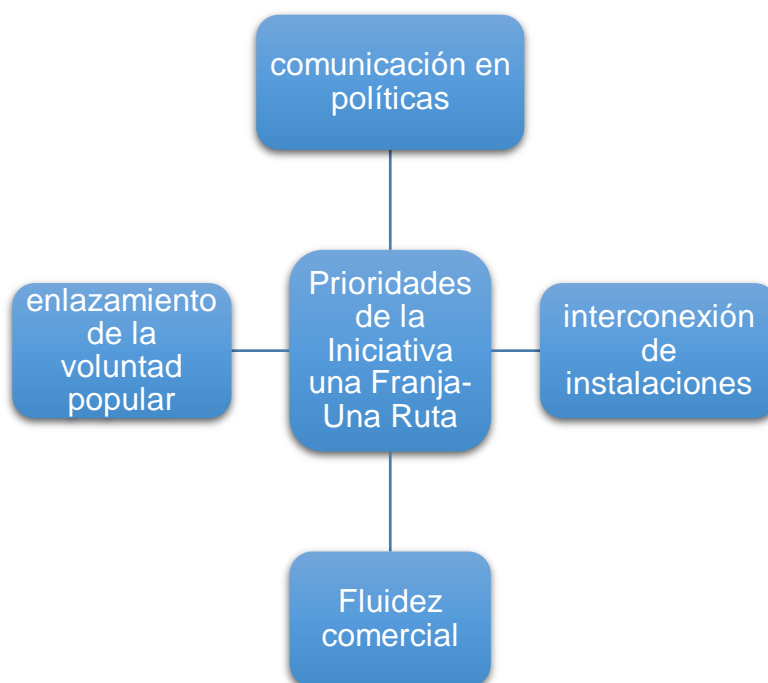 comunicación en
políticas
enlazamiento
de la
voluntad
popular
Prioridades
de la
Iniciativa
una Franja-
Una Ruta
interconexión
de
instalaciones
Fluidez
comercial